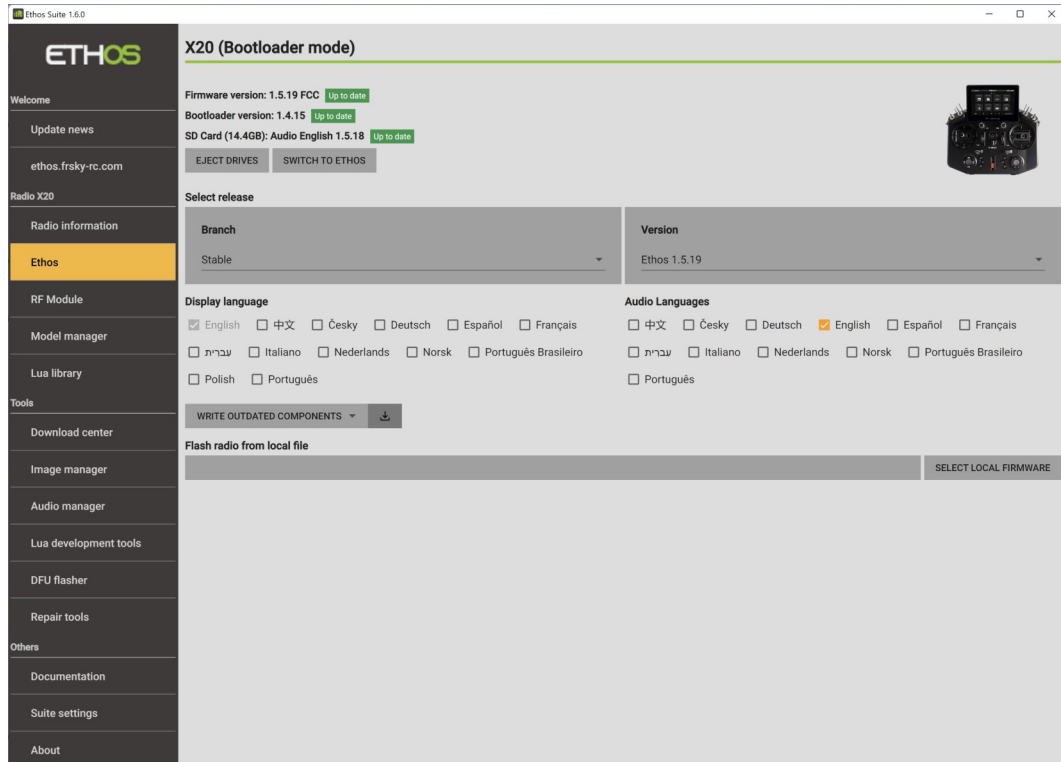 Ethos Suite 1.6.0
ETHOS
Welcome
Update news
ethos.frsky-rc.com
Radio X20
Radio information
Ethos
RF Module
Model manager
Lua library
Tools
Download center
Image manager
Audio manager
Lua development tools
DFU flasher
Repair tools
Others
Documentation
Suite settings
About
X20 (Bootloader mode)
Firmware version: 1.5.19 FCC Up to date
Bootloader version: 1.4.15 Up to date
SD Card (14.4GB): Audio English 1.5.18 Up to date
EJECT DRIVES SWITCH TO ETHOS
Select release
Branch
Stable
Version
Ethos 1.5.19
Display language
English 中文 Česky Deutsch Español Français
עברית Italiano Nederlands Norsk Português Brasileiro
Polish Português
Audio Languages
中文 Česky Deutsch English Español Français
עברית Italiano Nederlands Norsk Português Brasileiro
Português
WRITE OUTDATED COMPONENTS
Flash radio from local file
SELECT LOCAL FIRMWARE